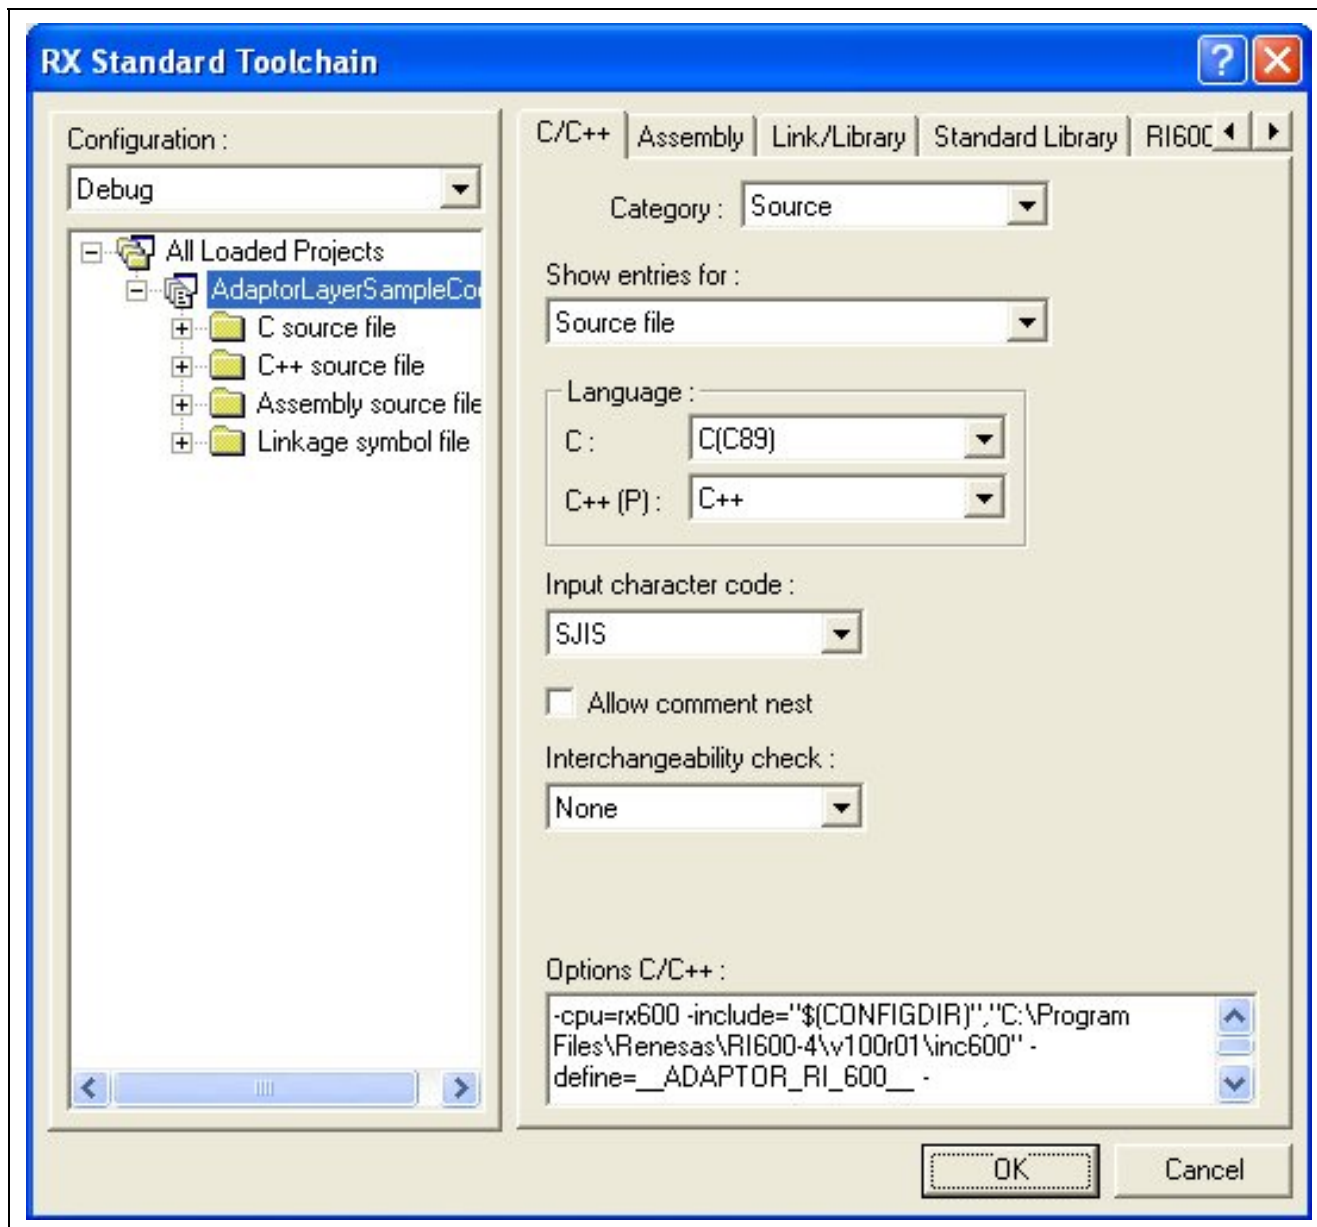 RX Standard Toolchain
Configuration :
Debug
All Loaded Projects
AdaptorLayerSampleCo
C source file
C++ source file
Assembly source file
Linkage symbol file
C/C++ Assembly Link/Library Standard Library RI600
Category : Source
Show entries for :
Source file
Language :
C : C(C89)
C++ (P) : C++
Input character code :
SJIS
Allow comment nest
Interchangeability check :
None
Options C/C++ :
-cpu=rx600 -include="$(CONFIGDIR)","C:\Program
Files\Renesas\RI600-4\v100r01\inc600" -
define=__ADAPTOR_RI_600__ -
OK Cancel